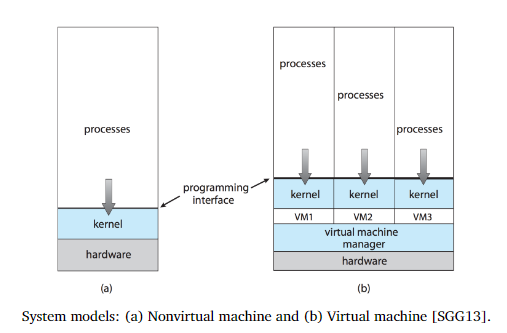 processes
processes
processes
processes
programming
interface
kernel
kernel
kernel
kernel
VM1
VM2
VM3
virtual machine
manager
hardware
hardware
(a)
(b)
System models: (a) Nonvirtual machine and (b) Virtual machine [SGG13].